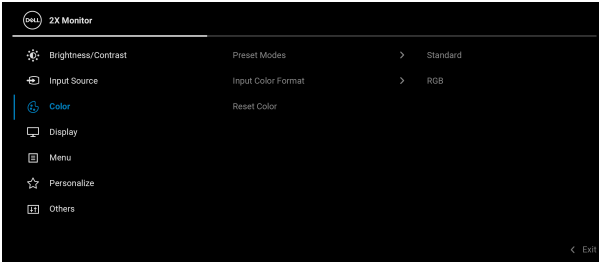 DELL 2X Monitor
Brightness/Contrast Preset Modes Standard
Input Source Input Color Format RGB
Color Reset Color
Display
Menu
Personalize
Others
Exit